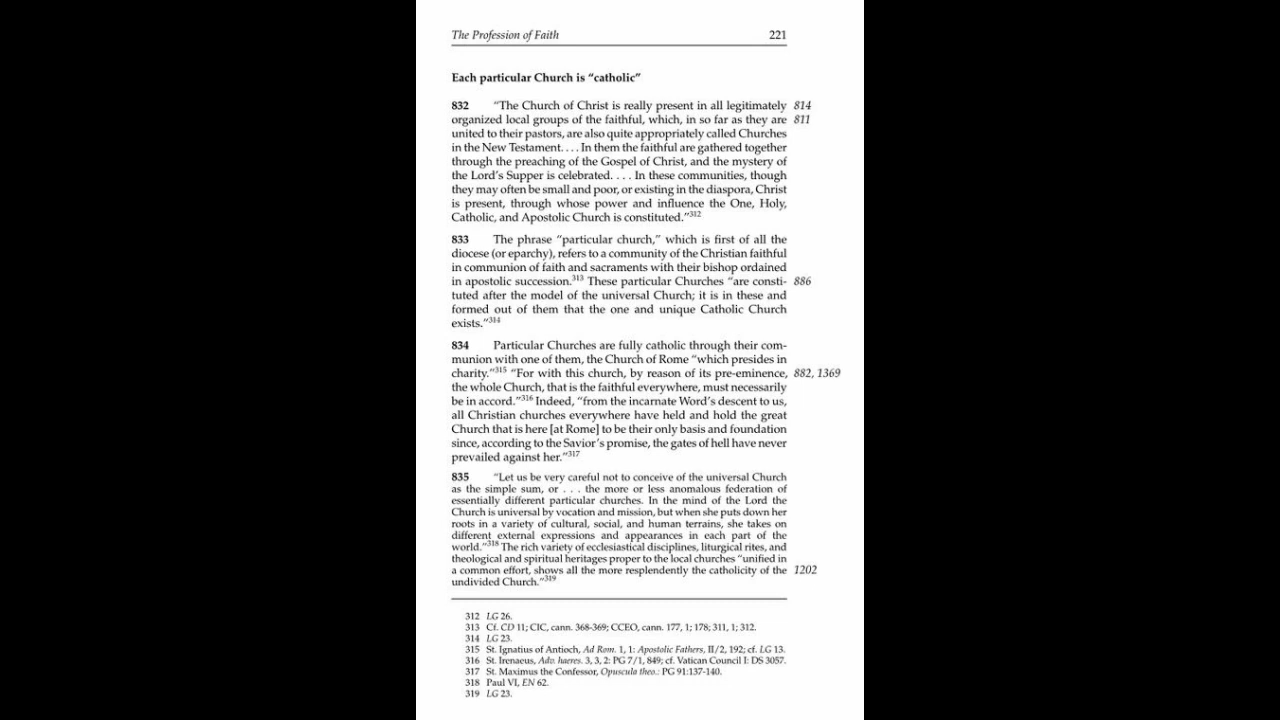 The Profession of Faith 221
Each particular Church is “catholic”
832 “The Church of Christ is really present in all legitimately 814
organized local groups of the faithful, which, in so far as they are 811
united to their pastors, are also quite appropriately called Churches
in the New Testament. . . . In them the faithful are gathered together
through the preaching of the Gospel of Christ, and the mystery of
the Lord’s Supper is celebrated. . . . In these communities, though
they may often be small and poor, or existing in the diaspora, Christ
is present, through whose power and influence the One, Holy,
Catholic, and Apostolic Church is constituted.”312
833 The phrase “particular church,” which is first of all the
diocese (or eparchy), refers to a community of the Christian faithful
in communion of faith and sacraments with their bishop ordained
in apostolic succession.313 These particular Churches “are consti- 886
tuted after the model of the universal Church; it is in these and
formed out of them that the one and unique Catholic Church
exists.”314
834 Particular Churches are fully catholic through their com-
munion with one of them, the Church of Rome “which presides in
charity.”315 “For with this church, by reason of its pre-eminence, 882, 1369
the whole Church, that is the faithful everywhere, must necessarily
be in accord.”316 Indeed, “from the incarnate Word’s descent to us,
all Christian churches everywhere have held and hold the great
Church that is here [at Rome] to be their only basis and foundation
since, according to the Savior’s promise, the gates of hell have never
prevailed against her.”317
835 “Let us be very careful not to conceive of the universal Church
as the simple sum, or . . . the more or less anomalous federation of
essentially different particular churches. In the mind of the Lord the
Church is universal by vocation and mission, but when she puts down her
roots in a variety of cultural, social, and human terrains, she takes on
different external expressions and appearances in each part of the
world.”318 The rich variety of ecclesiastical disciplines, liturgical rites, and
theological and spiritual heritages proper to the local churches “unified in
a common effort, shows all the more resplendently the catholicity of the 1202
undivided Church.”319
312 LG 26.
313 Cf. CD 11; CIC, cann. 368-369; CCEO, cann. 177, 1; 178; 311, 1; 312.
314 LG 23.
315 St. Ignatius of Antioch, Ad Rom. 1, 1: Apostolic Fathers, II/2, 192; cf. LG 13.
316 St. Irenaeus, Adv. haeres. 3, 3, 2: PG 7/1, 849; cf. Vatican Council I: DS 3057.
317 St. Maximus the Confessor, Opuscula theo.: PG 91:137-140.
318 Paul VI, EN 62.
319 LG 23.